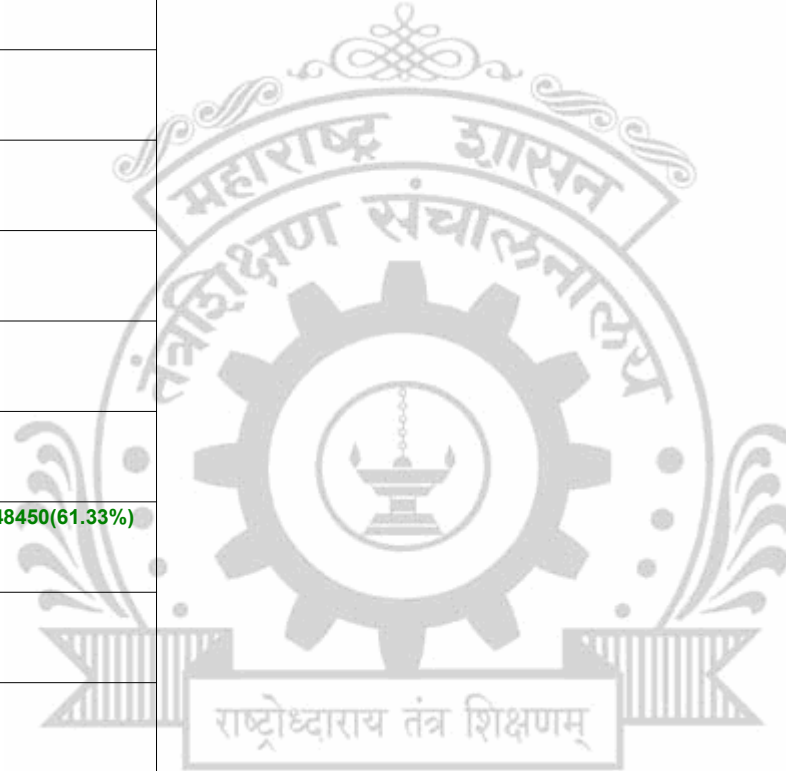 महाराष्ट्र शासन
तंत्रशिक्षण संचालनालय
48450(61.33%)
राष्ट्रोध्दाराय तंत्र शिक्षणम्